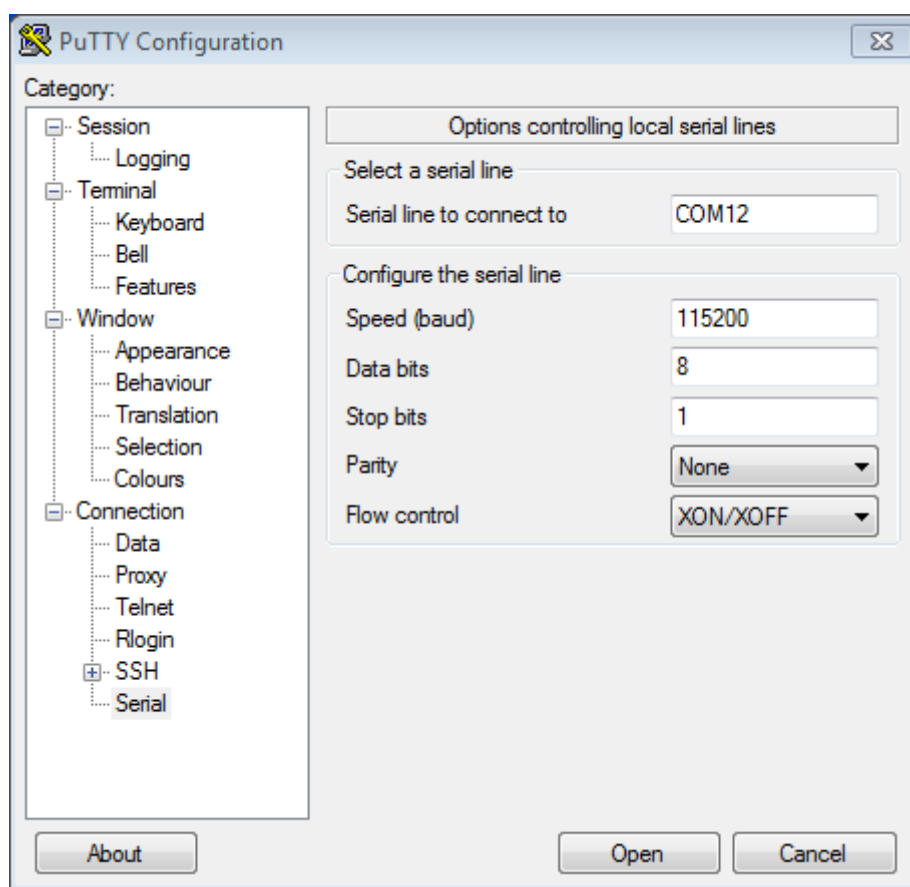 PuTTY Configuration
Category:
Session
Logging
Terminal
Keyboard
Bell
Features
Window
Appearance
Behaviour
Translation
Selection
Colours
Connection
Data
Proxy
Telnet
Rlogin
SSH
Serial
Options controlling local serial lines
Select a serial line
Serial line to connect to COM12
Configure the serial line
Speed (baud) 115200
Data bits 8
Stop bits 1
Parity None
Flow control XON/XOFF
About Open Cancel